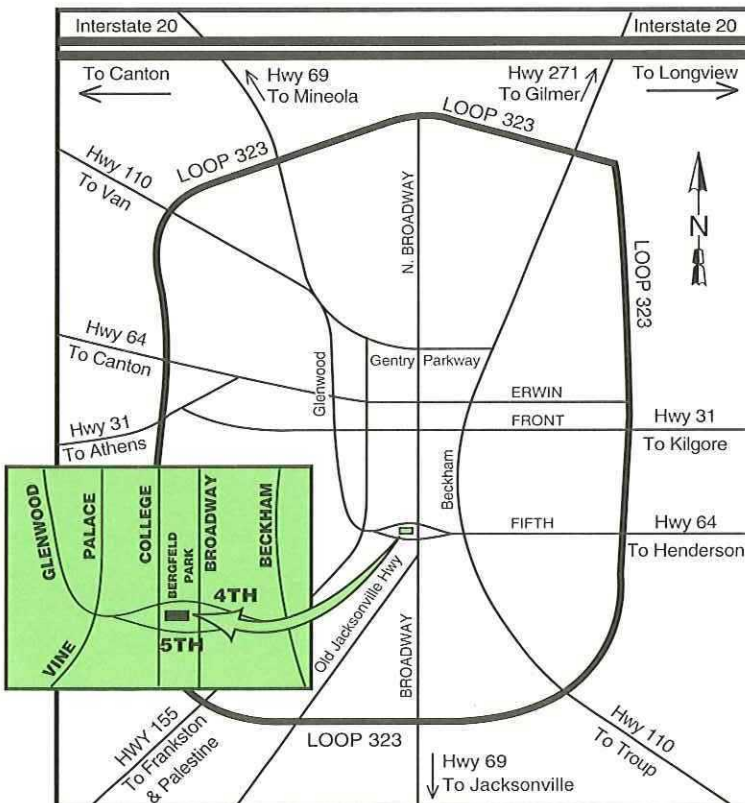 Interstate 20
Interstate 20
To Canton
Hwy 69
To Mineola
Hwy 271
To Gilmer
To Longview
LOOP 323
LOOP 323
Hwy 110
To Van
N. BROADWAY
N
LOOP 323
Hwy 64
To Canton
Glenwood
Gentry Parkway
ERWIN
FRONT
Hwy 31
To Athens
Hwy 31
To Kilgore
Beckham
FIFTH
Hwy 64
To Henderson
GLENWOOD
PALACE
COLLEGE
BERGFELD
PARK
BROADWAY
BECKHAM
4TH
5TH
VINE
Old Jacksonville Hwy
BROADWAY
HWY 155
To Frankston
& Palestine
LOOP 323
Hwy 69
To Jacksonville
Hwy 110
To Troup